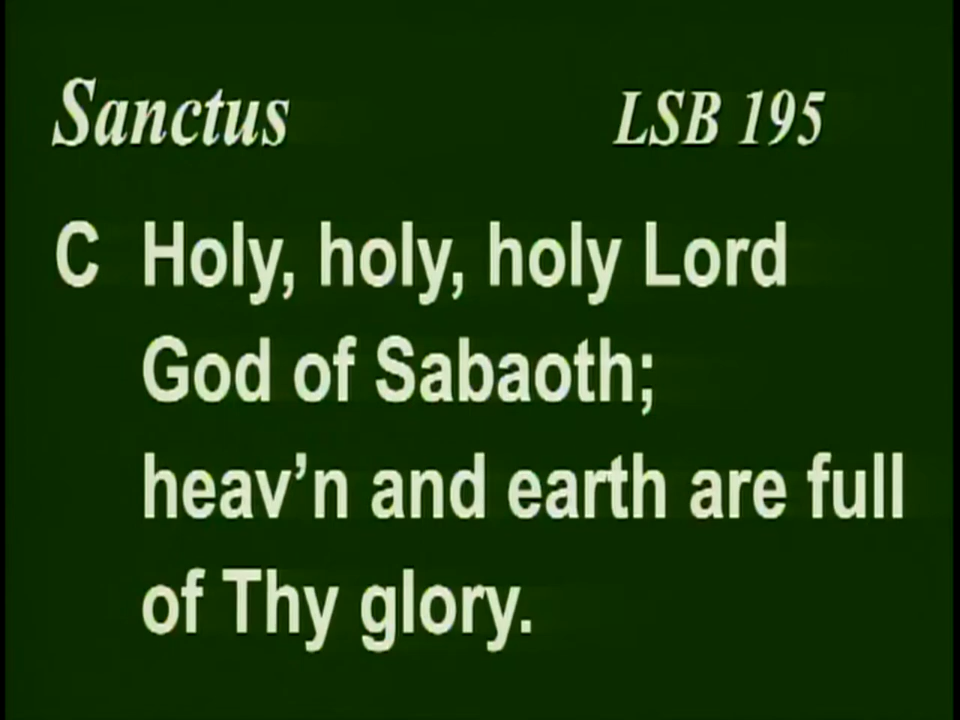 Sanctus LSB 195
C Holy, holy, holy Lord
God of Sabaoth;
heav’n and earth are full
of Thy glory.